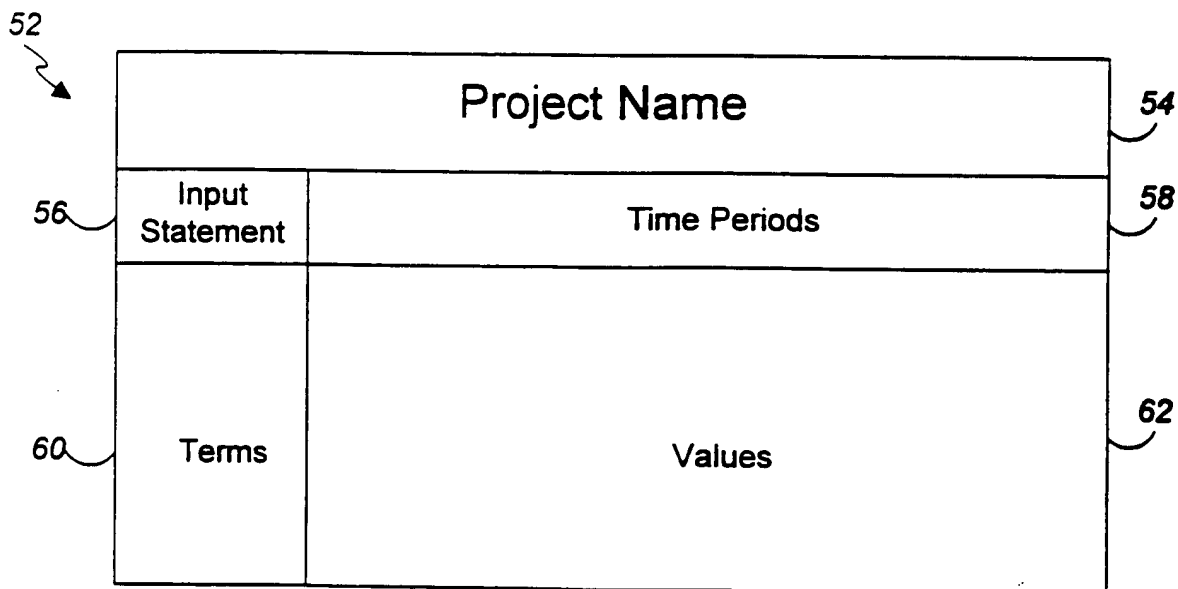 52
Project Name
54
56
Input
Statement
Time Periods
58
60
Terms
Values
62